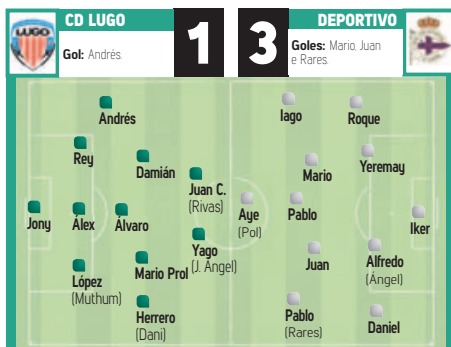 CD LUGO
Gol: Andrés.
1
3
DEPORTIVO
Goles: Mario, Juan
e Rares.
LUGO
Andrés
Rey
Damián
Juan C.
(Rivas)
Jony
Álex
Álvaro
Yago
(J. Ángel)
Mario Prol
López
(Muthum)
Herrero
(Dani)
Iago
Roque
Mario
Yeremay
Aye
(Pol)
Pablo
Iker
Juan
Alfredo
(Ángel)
Pablo
(Rares)
Daniel